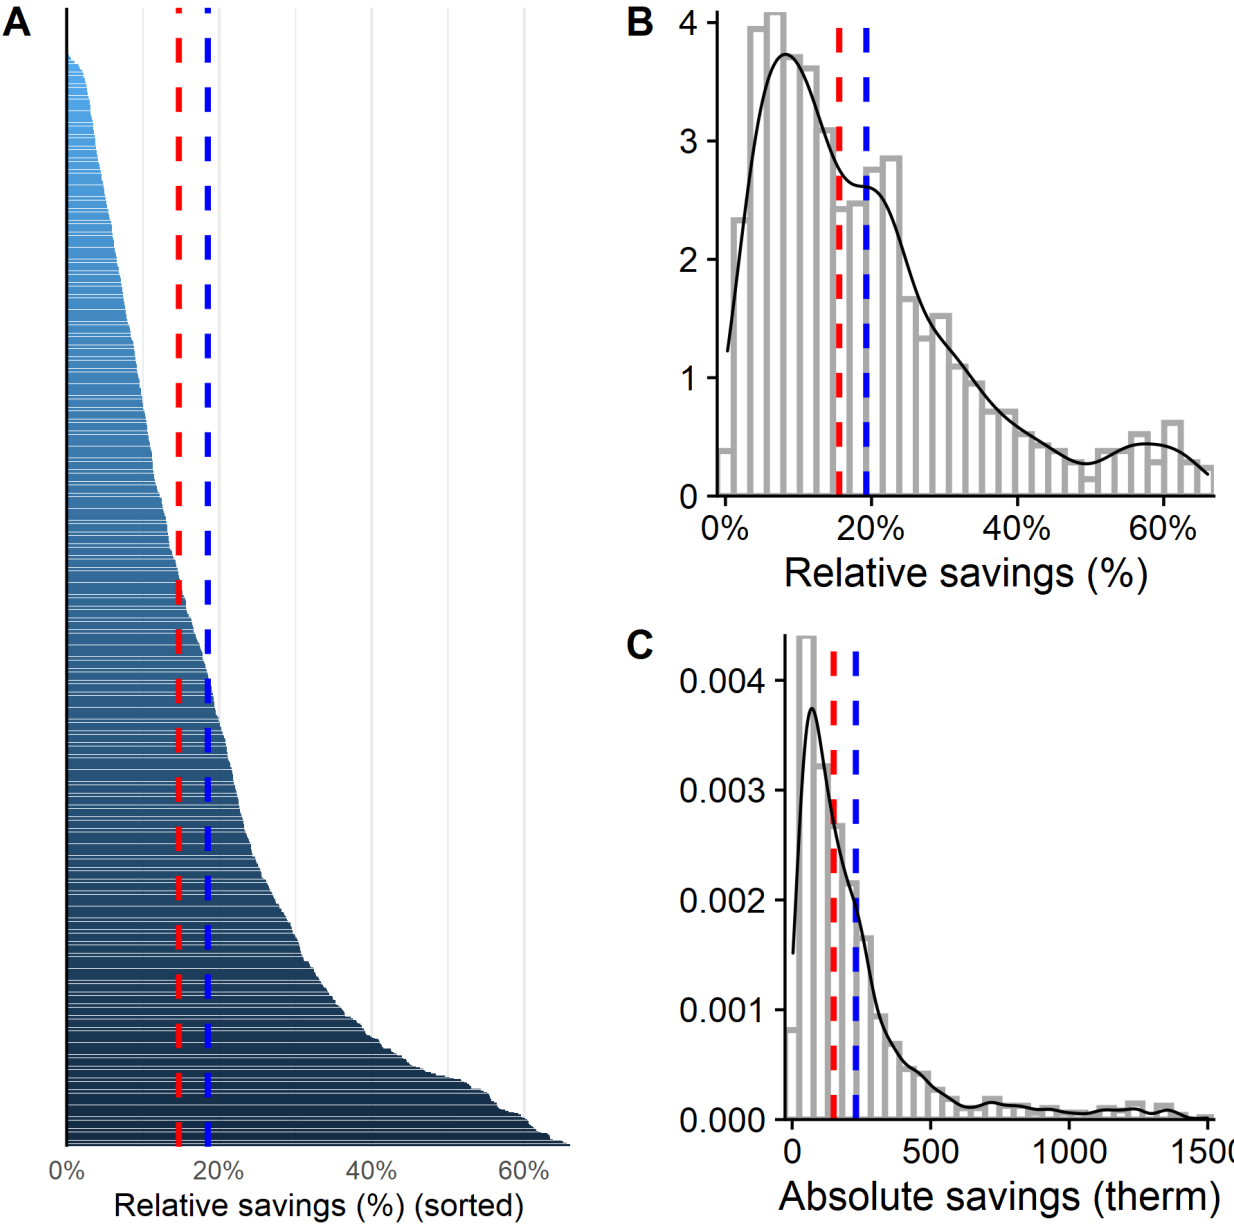 A
0% 20% 40% 60%
Relative savings (%) (sorted)
B
4
3
2
1
0
0% 20% 40% 60%
Relative savings (%)
C
0.004
0.003
0.002
0.001
0.000
0 500 1000 1500
Absolute savings (therm)